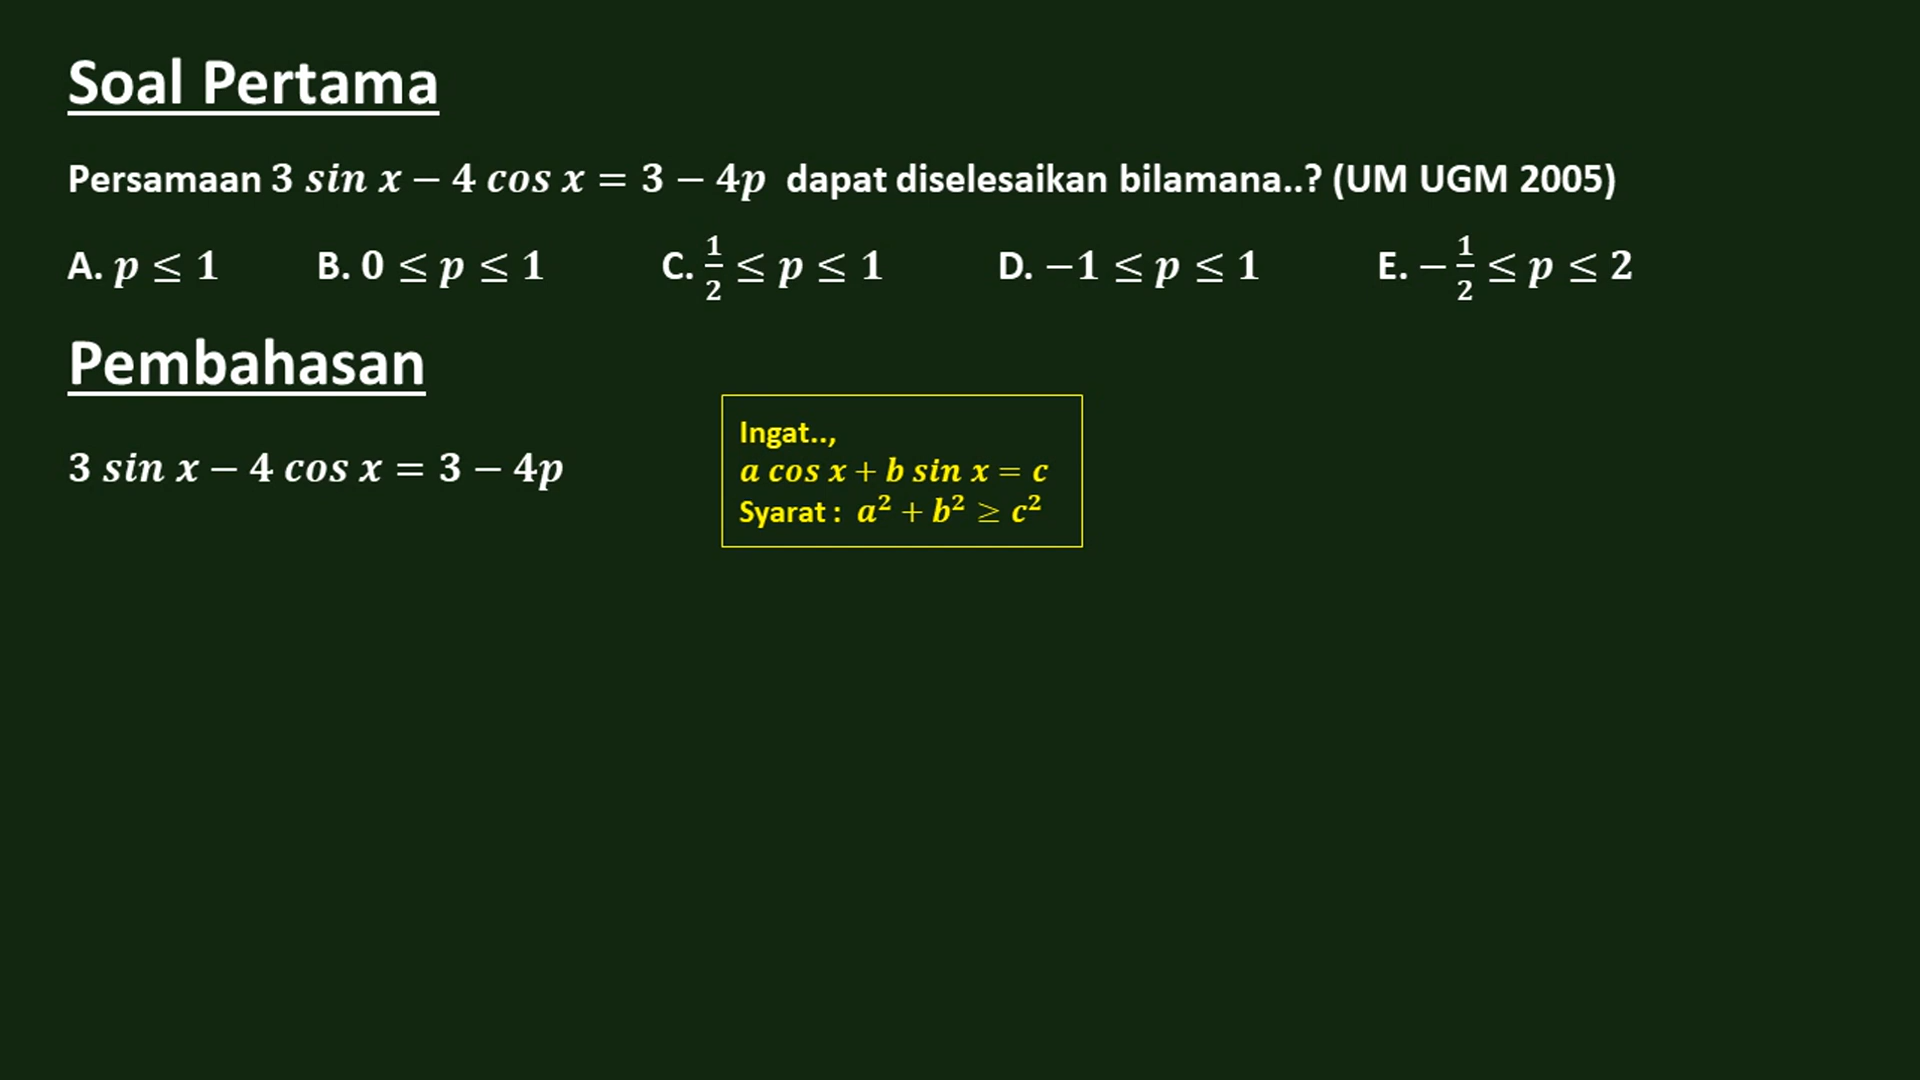 Soal Pertama
Persamaan 3 sin x − 4 cos x = 3 − 4p dapat diselesaikan bilamana..? (UM UGM 2005)
A. p ≤ 1 B. 0 ≤ p ≤ 1 C. 1/2 ≤ p ≤ 1 D. −1 ≤ p ≤ 1 E. −1/2 ≤ p ≤ 2
Pembahasan
3 sin x − 4 cos x = 3 − 4p
Ingat..,
a cos x + b sin x = c
Syarat : a² + b² ≥ c²